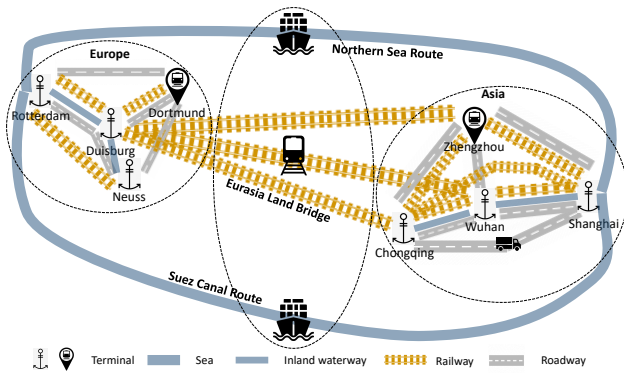 Northern Sea Route
Europe
Asia
Rotterdam
Dortmund
Duisburg
Zhengzhou
Neuss
Eurasia Land Bridge
Wuhan
Shanghai
Chongqing
Suez Canal Route
Terminal
Sea
Inland waterway
Railway
Roadway